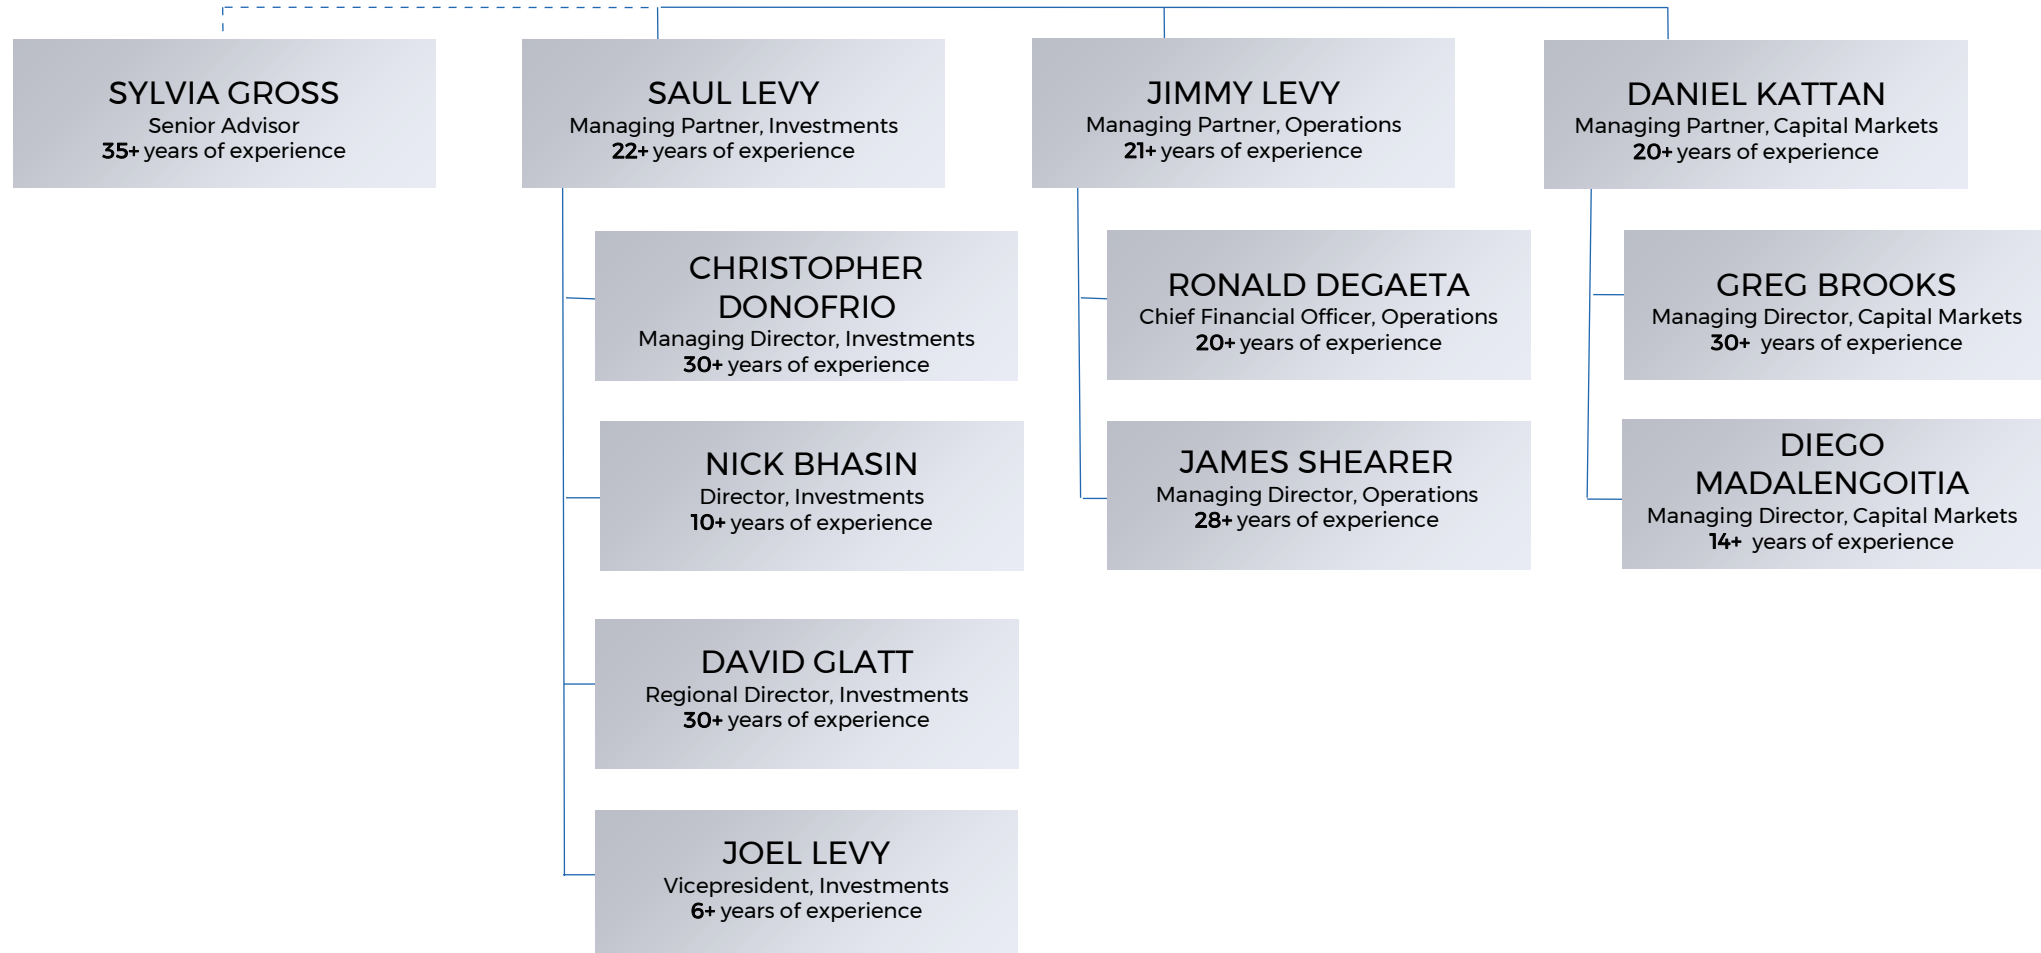 SYLVIA GROSS
Senior Advisor
35+ years of experience
SAUL LEVY
Managing Partner, Investments
22+ years of experience
JIMMY LEVY
Managing Partner, Operations
21+ years of experience
DANIEL KATTAN
Managing Partner, Capital Markets
20+ years of experience
CHRISTOPHER
DONOFRIO
Managing Director, Investments
30+ years of experience
NICK BHASIN
Director, Investments
10+ years of experience
DAVID GLATT
Regional Director, Investments
30+ years of experience
JOEL LEVY
Vicepresident, Investments
6+ years of experience
RONALD DEGAETA
Chief Financial Officer, Operations
20+ years of experience
JAMES SHEARER
Managing Director, Operations
28+ years of experience
GREG BROOKS
Managing Director, Capital Markets
30+ years of experience
DIEGO
MADALENGOITIA
Managing Director, Capital Markets
14+ years of experience